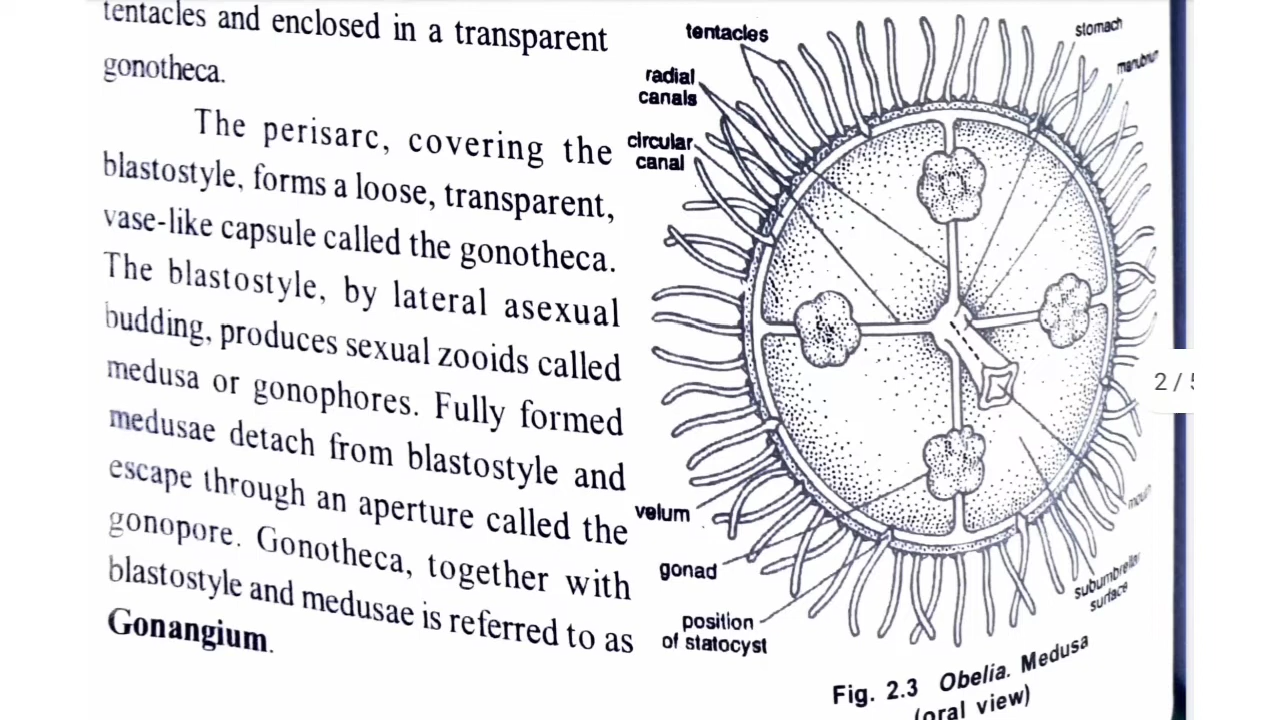 tentacles and enclosed in a transparent
gonotheca.
The perisarc, covering the
blastostyle, forms a loose, transparent,
vase-like capsule called the gonotheca.
The blastostyle, by lateral asexual
budding, produces sexual zooids called
medusa or gonophores. Fully formed
medusae detach from blastostyle and
escape through an aperture called the
gonopore. Gonotheca, together with
blastostyle and medusae is referred to as
Gonangium.
tentacles
radial
canals
circular
canal
velum
gonad
position
of statocyst
stomach
manubrium
mouth
subumbrellar
surface
Fig. 2.3 Obelia. Medusa
(oral view)
2 / 5